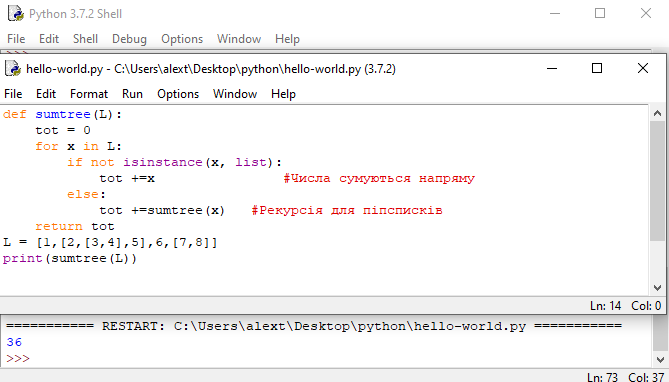 Python 3.7.2 Shell
File Edit Shell Debug Options Window Help
hello-world.py - C:\Users\alext\Desktop\python\hello-world.py (3.7.2)
File Edit Format Run Options Window Help
def sumtree(L):
    tot = 0
    for x in L:
        if not isinstance(x, list):
            tot +=x                #Числа сумуються напряму
        else:
            tot +=sumtree(x)   #Рекурсія для піпсписків
    return tot
L = [1,[2,[3,4],5],6,[7,8]]
print(sumtree(L))
Ln: 14 Col: 0
=========== RESTART: C:\Users\alext\Desktop\python\hello-world.py ===========
36
>>>
Ln: 73 Col: 37